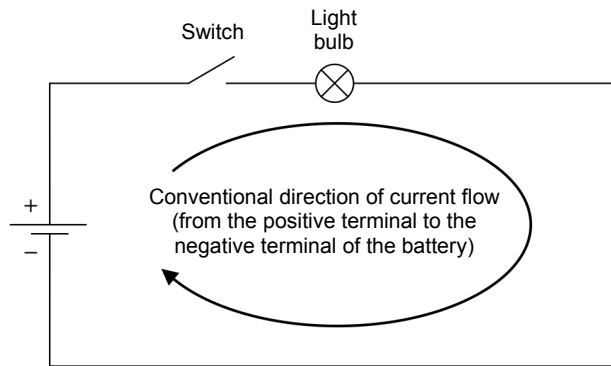 Switch
Light
bulb
+
−
Conventional direction of current flow
(from the positive terminal to the
negative terminal of the battery)